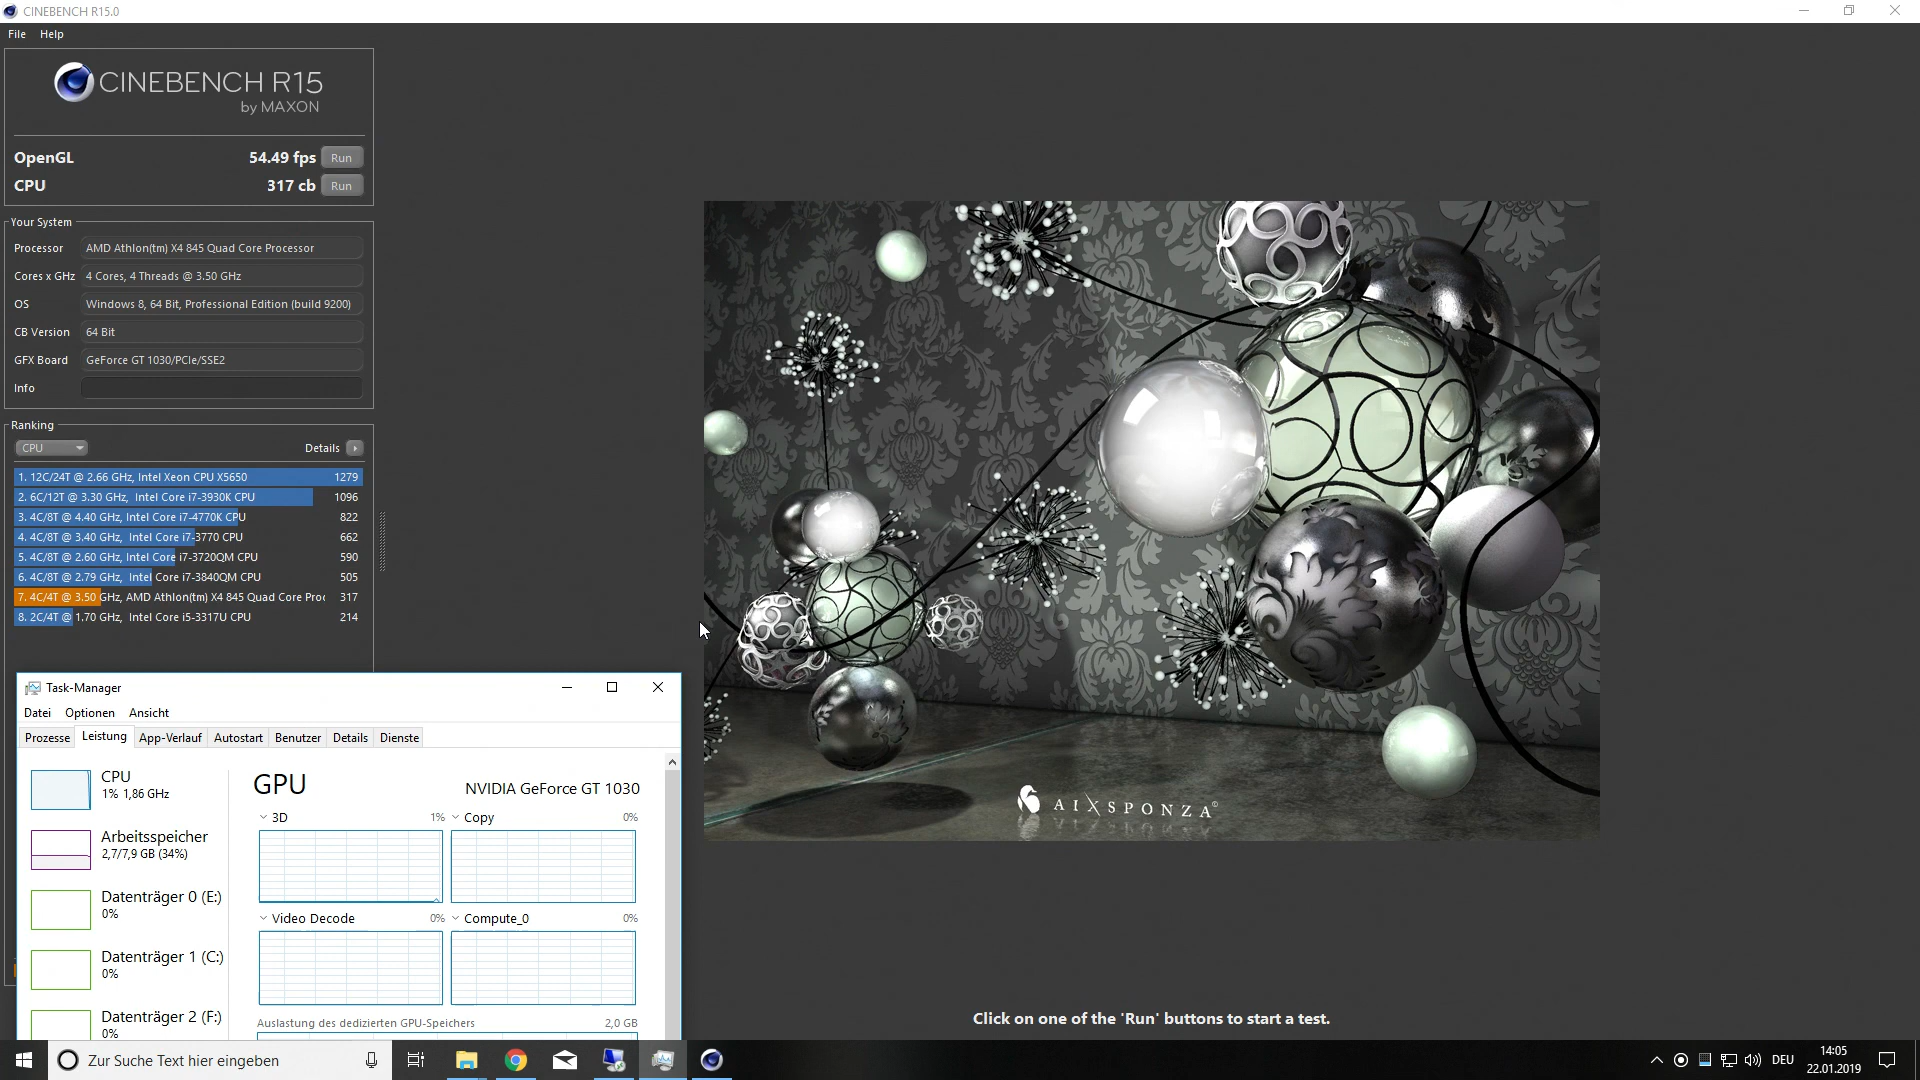 CINEBENCH R15.0
File Help
CINEBENCH R15
by MAXON
OpenGL 54.49 fps Run
CPU 317 cb Run
Your System
Processor AMD Athlon(tm) X4 845 Quad Core Processor
Cores x GHz 4 Cores, 4 Threads @ 3.50 GHz
OS Windows 8, 64 Bit, Professional Edition (build 9200)
CB Version 64 Bit
GFX Board GeForce GT 1030/PCIe/SSE2
Info
Ranking
CPU Details
1. 12C/24T @ 2.66 GHz, Intel Xeon CPU X5650 1279
2. 6C/12T @ 3.30 GHz, Intel Core i7-3930K CPU 1096
3. 4C/8T @ 4.40 GHz, Intel Core i7-4770K CPU 822
4. 4C/8T @ 3.40 GHz, Intel Core i7-3770 CPU 662
5. 4C/8T @ 2.60 GHz, Intel Core i7-3720QM CPU 590
6. 4C/8T @ 2.79 GHz, Intel Core i7-3840QM CPU 505
7. 4C/4T @ 3.50 GHz, AMD Athlon(tm) X4 845 Quad Core Proc 317
8. 2C/4T @ 1.70 GHz, Intel Core i5-3317U CPU 214
Task-Manager
Datei Optionen Ansicht
Prozesse Leistung App-Verlauf Autostart Benutzer Details Dienste
CPU
1% 1,86 GHz
Arbeitsspeicher
2,7/7,9 GB (34%)
Datenträger 0 (E:)
0%
Datenträger 1 (C:)
0%
Datenträger 2 (F:)
0%
GPU NVIDIA GeForce GT 1030
3D 1% Copy 0%
Video Decode 0% Compute_0 0%
Auslastung des dedizierten GPU-Speichers 2,0 GB
AIXSPONZA®
Click on one of the 'Run' buttons to start a test.
Zur Suche Text hier eingeben
DEU
14:05
22.01.2019